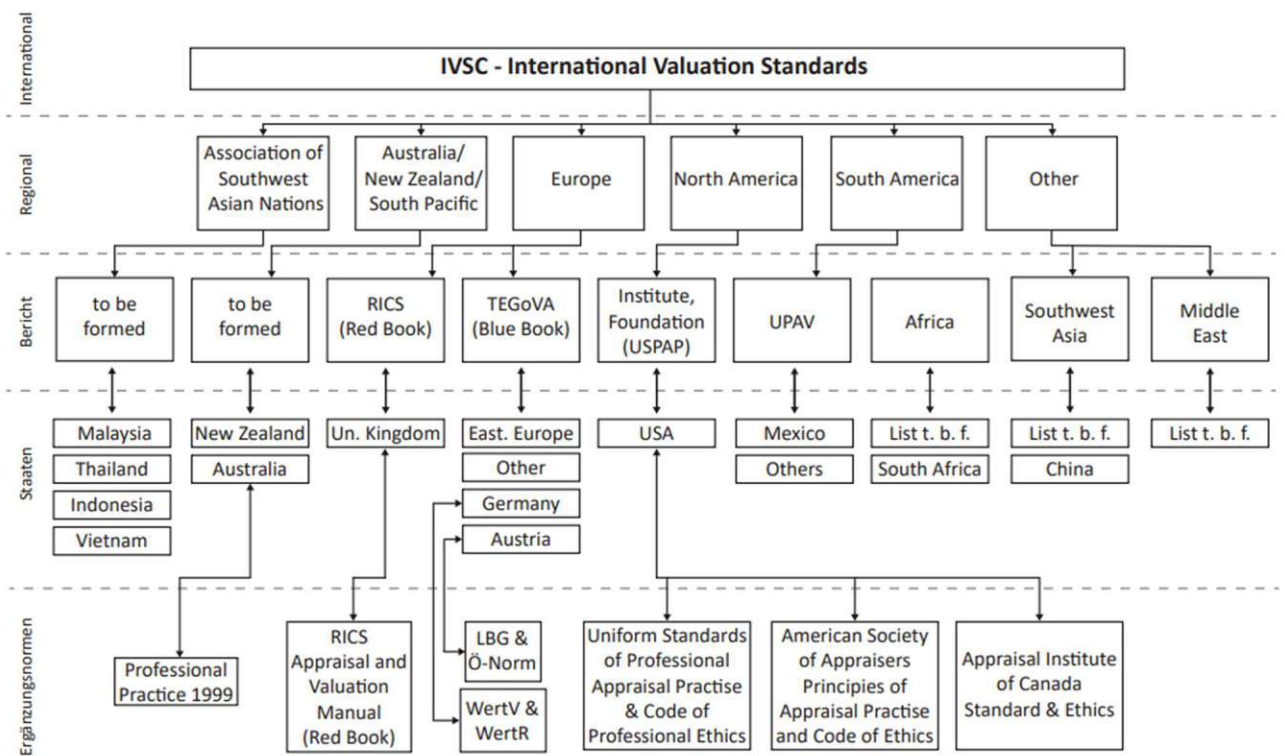 International
IVSC - International Valuation Standards
Regional
Association of
Southwest
Asian Nations
Australia/
New Zealand/
South Pacific
Europe
North America
South America
Other
Bericht
to be
formed
to be
formed
RICS
(Red Book)
TEGoVA
(Blue Book)
Institute,
Foundation
(USPAP)
UPAV
Africa
Southwest
Asia
Middle
East
Staaten
Malaysia
Thailand
Indonesia
Vietnam
New Zealand
Australia
Un. Kingdom
East. Europe
Other
Germany
Austria
USA
Mexico
Others
List t. b. f.
South Africa
List t. b. f.
China
List t. b. f.
Ergänzungsnormen
Professional
Practice 1999
RICS
Appraisal and
Valuation
Manual
(Red Book)
LBG &
Ö-Norm
WertV &
WertR
Uniform Standards
of Professional
Appraisal Practise
& Code of
Professional Ethics
American Society
of Appraisers
Principies of
Appraisal Practise
and Code of Ethics
Appraisal Institute
of Canada
Standard & Ethics